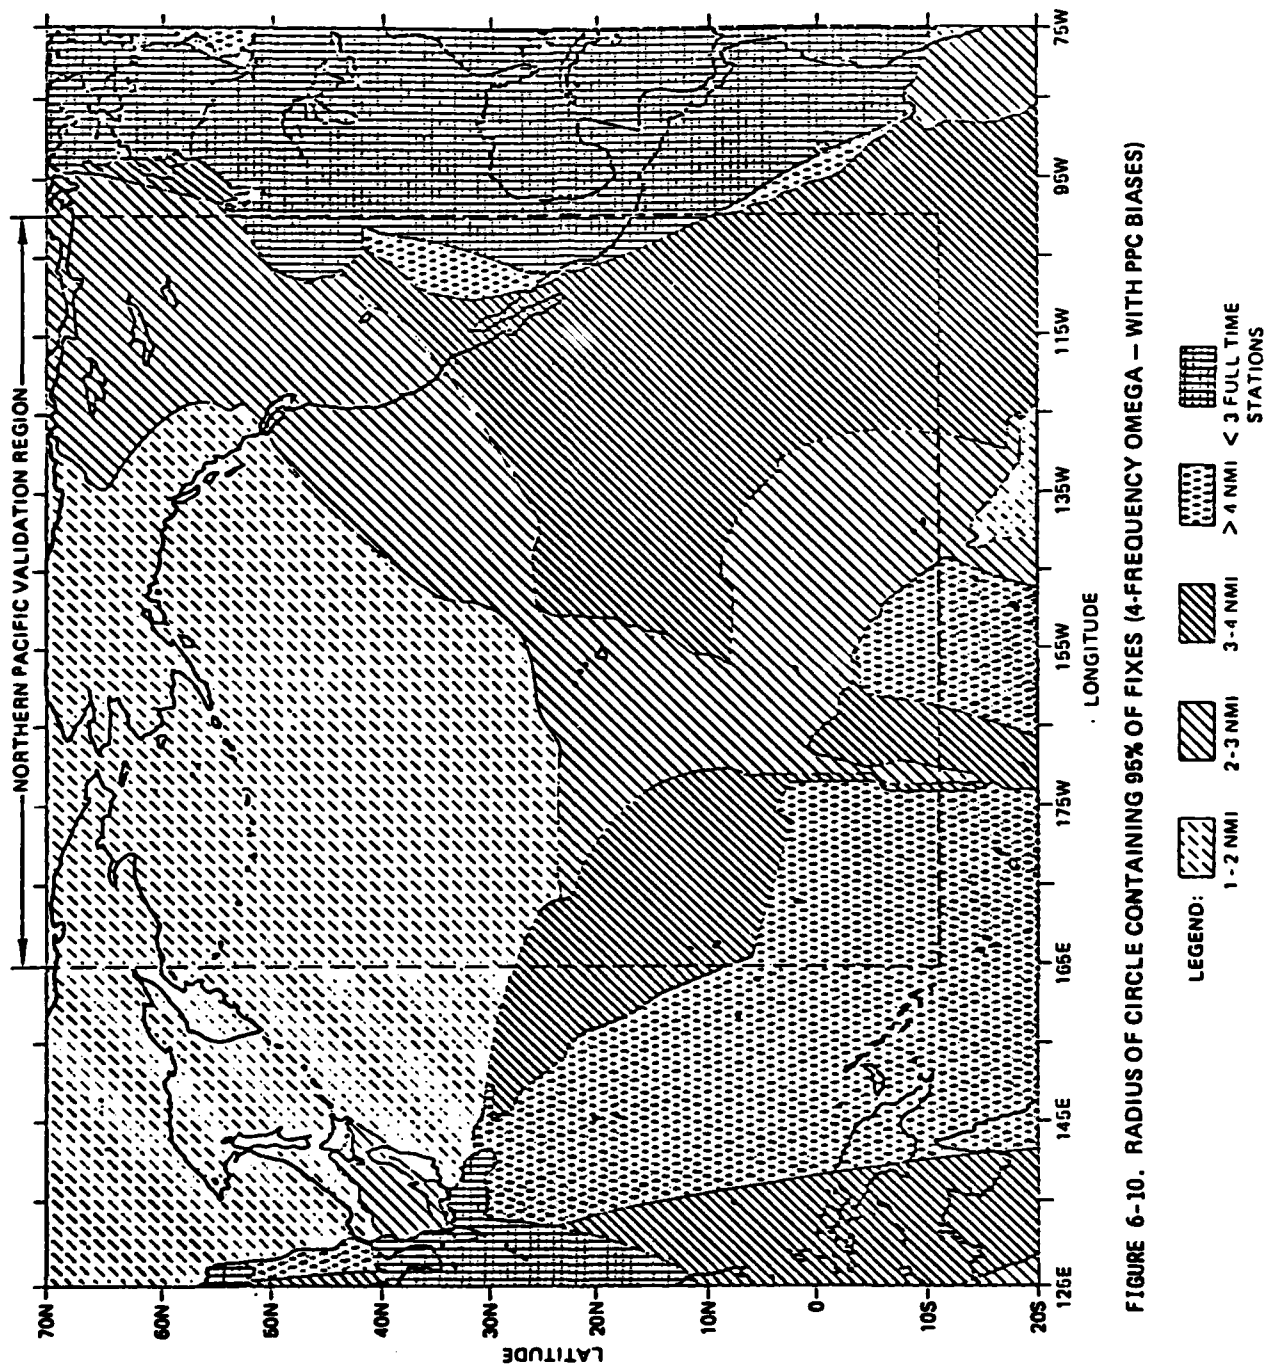 NORTHERN PACIFIC VALIDATION REGION
LATITUDE
70N
60N
50N
40N
30N
20N
10N
0
10S
20S
125E
145E
165E
175W
155W
135W
115W
95W
75W
LONGITUDE
LEGEND:
1-2 NMI
2-3 NMI
3-4 NMI
> 4 NMI
< 3 FULL TIME
STATIONS
FIGURE 6-10. RADIUS OF CIRCLE CONTAINING 95% OF FIXES (4-FREQUENCY OMEGA – WITH PPC BIASES)